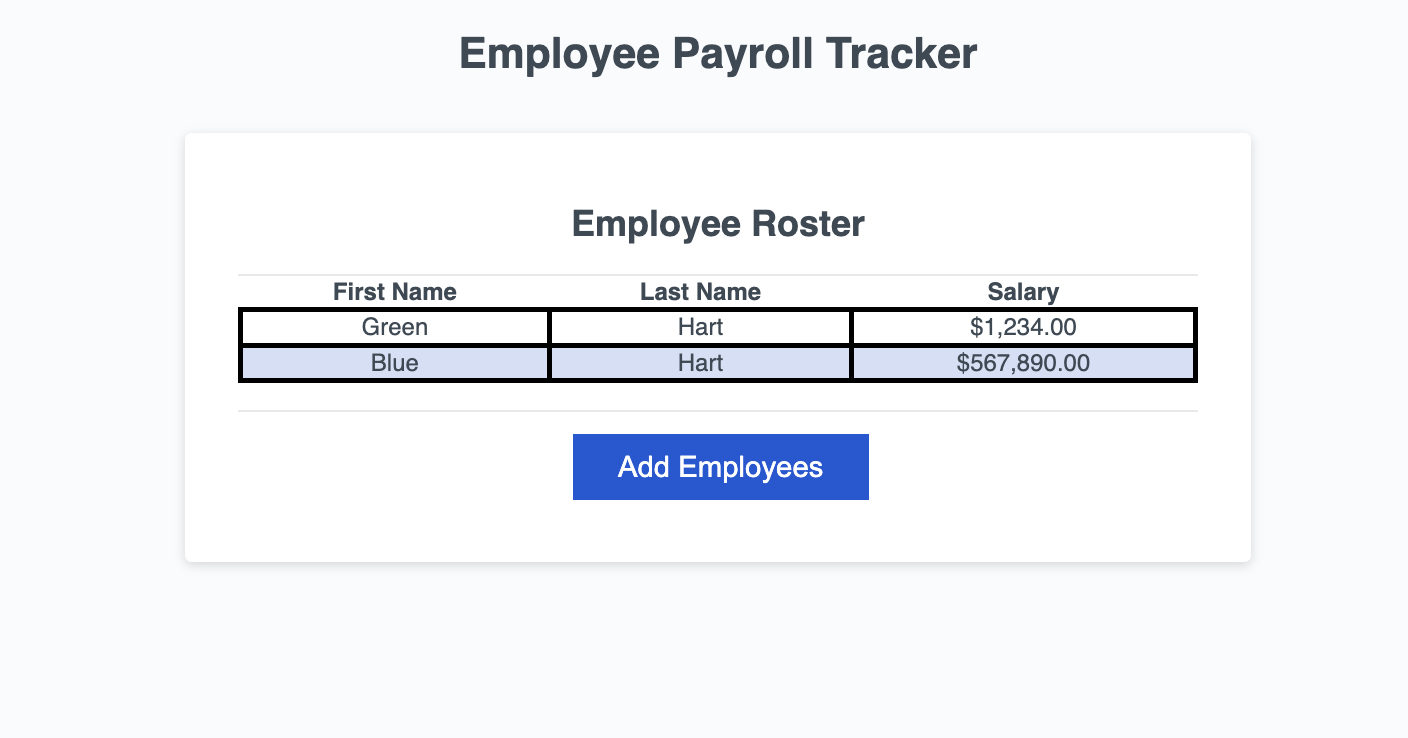 Employee Payroll Tracker
Employee Roster
First Name Last Name Salary
Green Hart $1,234.00
Blue Hart $567,890.00
Add Employees